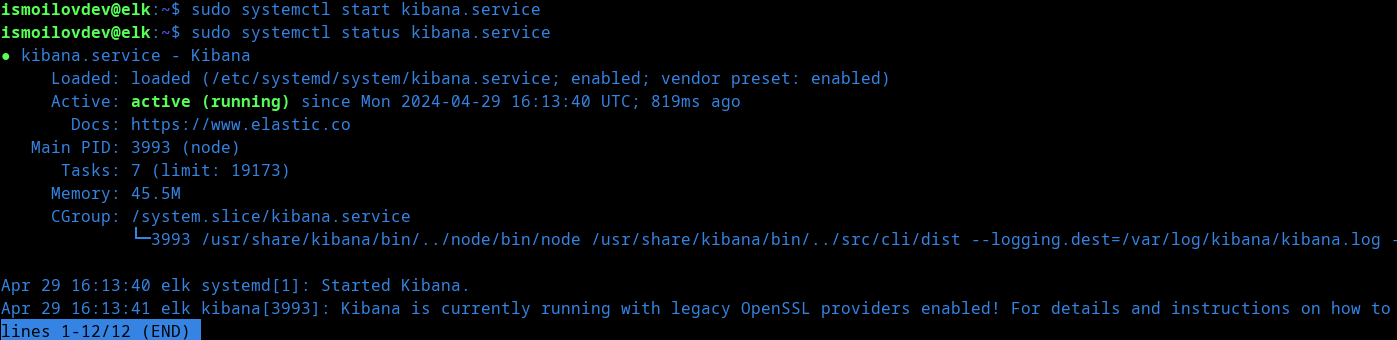 ismoilovdev@elk:~$ sudo systemctl start kibana.service
ismoilovdev@elk:~$ sudo systemctl status kibana.service
● kibana.service - Kibana
     Loaded: loaded (/etc/systemd/system/kibana.service; enabled; vendor preset: enabled)
     Active: active (running) since Mon 2024-04-29 16:13:40 UTC; 819ms ago
       Docs: https://www.elastic.co
   Main PID: 3993 (node)
      Tasks: 7 (limit: 19173)
     Memory: 45.5M
     CGroup: /system.slice/kibana.service
             └─3993 /usr/share/kibana/bin/../node/bin/node /usr/share/kibana/bin/../src/cli/dist --logging.dest=/var/log/kibana/kibana.log -
Apr 29 16:13:40 elk systemd[1]: Started Kibana.
Apr 29 16:13:41 elk kibana[3993]: Kibana is currently running with legacy OpenSSL providers enabled! For details and instructions on how to
lines 1-12/12 (END)